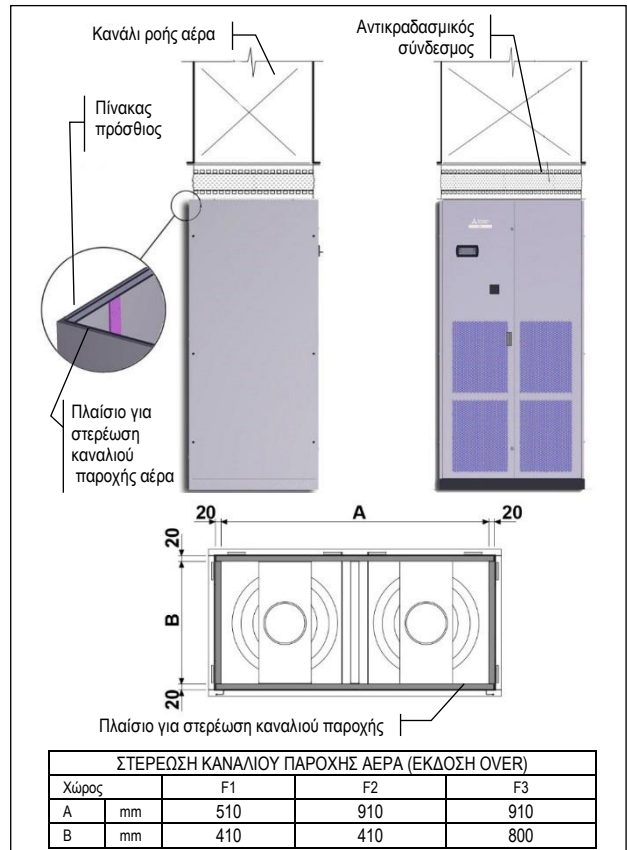 Κανάλι ροής αέρα
Αντικραδασμικός
σύνδεσμος
Πίνακας
πρόσθιος
Πλαίσιο για
στερέωση
καναλιού
παροχής αέρα
20 A 20
20
B
20
Πλαίσιο για στερέωση καναλιού παροχής
ΣΤΕΡΕΩΣΗ ΚΑΝΑΛΙΟΥ ΠΑΡΟΧΗΣ ΑΕΡΑ (ΕΚΔΟΣΗ OVER)
Χώρος F1 F2 F3
A mm 510 910 910
B mm 410 410 800